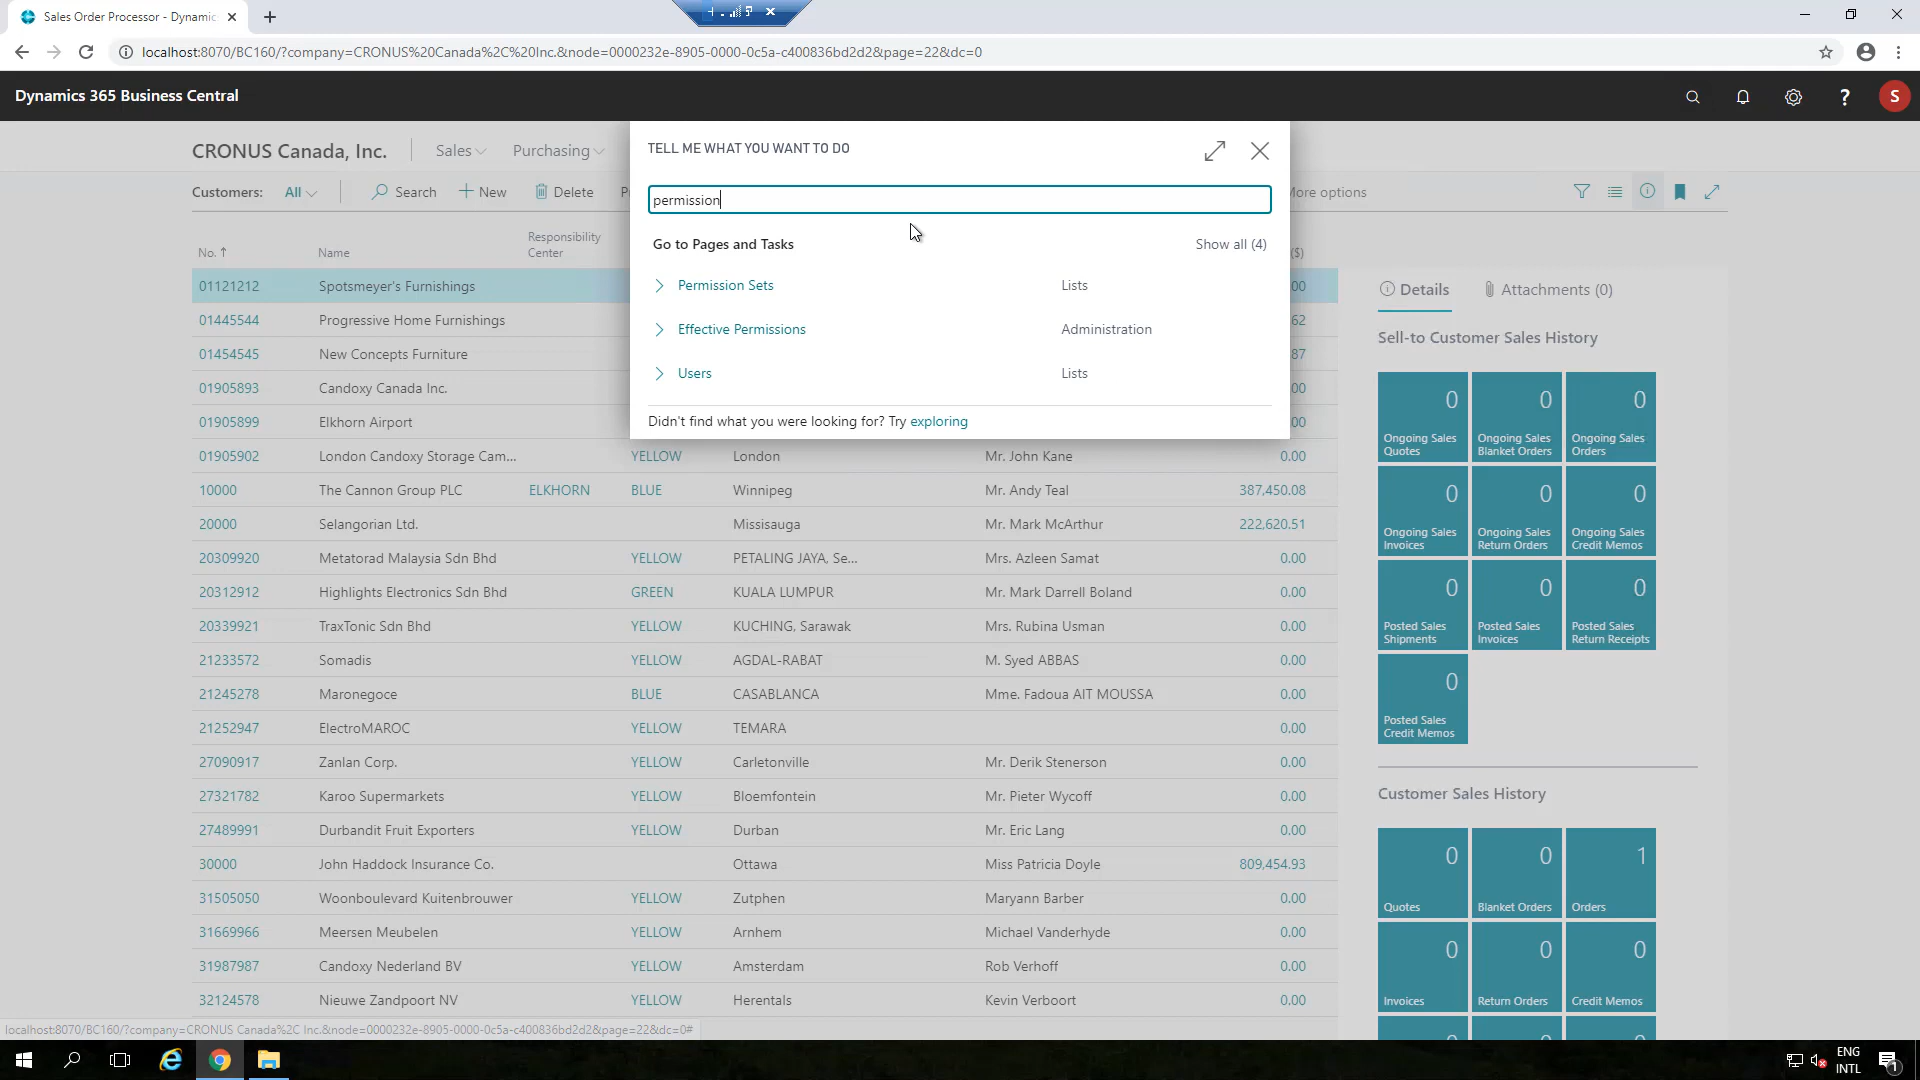 Sales Order Processor - Dynamic
localhost:8070/BC160/?company=CRONUS%20Canada%2C%20Inc.&node=0000232e-8905-0000-0c5a-c400836bd2d2&page=22&dc=0
Dynamics 365 Business Central
?
S
CRONUS Canada, Inc.
Sales
Purchasing
TELL ME WHAT YOU WANT TO DO
Customers:
All
Search
New
Delete
More options
permission
Go to Pages and Tasks
Show all (4)
Permission Sets
Lists
Effective Permissions
Administration
Users
Lists
Didn't find what you were looking for? Try exploring
No. ↑
Name
Responsibility
Center
($)
01121212 Spotsmeyer's Furnishings 00
01445544 Progressive Home Furnishings 62
01454545 New Concepts Furniture 87
01905893 Candoxy Canada Inc. 00
01905899 Elkhorn Airport 00
01905902 London Candoxy Storage Cam... YELLOW London Mr. John Kane 0.00
10000 The Cannon Group PLC ELKHORN BLUE Winnipeg Mr. Andy Teal 387,450.08
20000 Selangorian Ltd. Missisauga Mr. Mark McArthur 222,620.51
20309920 Metatorad Malaysia Sdn Bhd YELLOW PETALING JAYA, Se... Mrs. Azleen Samat 0.00
20312912 Highlights Electronics Sdn Bhd GREEN KUALA LUMPUR Mr. Mark Darrell Boland 0.00
20339921 TraxTonic Sdn Bhd YELLOW KUCHING, Sarawak Mrs. Rubina Usman 0.00
21233572 Somadis YELLOW AGDAL-RABAT M. Syed ABBAS 0.00
21245278 Maronegoce BLUE CASABLANCA Mme. Fadoua AIT MOUSSA 0.00
21252947 ElectroMAROC YELLOW TEMARA 0.00
27090917 Zanlan Corp. YELLOW Carletonville Mr. Derik Stenerson 0.00
27321782 Karoo Supermarkets YELLOW Bloemfontein Mr. Pieter Wycoff 0.00
27489991 Durbandit Fruit Exporters YELLOW Durban Mr. Eric Lang 0.00
30000 John Haddock Insurance Co. Ottawa Miss Patricia Doyle 809,454.93
31505050 Woonboulevard Kuitenbrouwer YELLOW Zutphen Maryann Barber 0.00
31669966 Meersen Meubelen YELLOW Arnhem Michael Vanderhyde 0.00
31987987 Candoxy Nederland BV YELLOW Amsterdam Rob Verhoff 0.00
32124578 Nieuwe Zandpoort NV YELLOW Herentals Kevin Verboort 0.00
Details
Attachments (0)
Sell-to Customer Sales History
0
Ongoing Sales
Quotes
0
Ongoing Sales
Blanket Orders
0
Ongoing Sales
Orders
0
Ongoing Sales
Invoices
0
Ongoing Sales
Return Orders
0
Ongoing Sales
Credit Memos
0
Posted Sales
Shipments
0
Posted Sales
Invoices
0
Posted Sales
Return Receipts
0
Posted Sales
Credit Memos
Customer Sales History
0
Quotes
0
Blanket Orders
1
Orders
0
Invoices
0
Return Orders
0
Credit Memos
localhost:8070/BC160/?company=CRONUS Canada%2C Inc.&node=0000232e-8905-0000-0c5a-c400836bd2d2&page=22&dc=0#
ENG
INTL
1